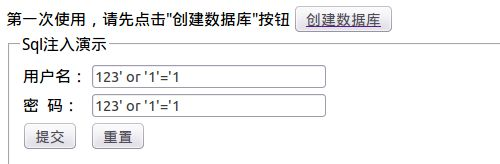 第一次使用，请先点击"创建数据库"按钮 创建数据库
Sql注入演示
用户名： 123' or '1'='1
密 码： 123' or '1'='1
提交 重置